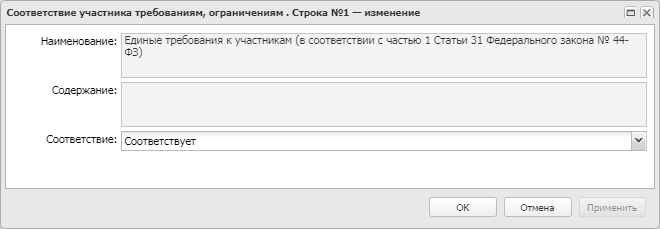 Соответствие участника требованиям, ограничениям . Строка №1 — изменение
Наименование: Единые требования к участникам (в соответствии с частью 1 Статьи 31 Федерального закона № 44-
ФЗ)
Содержание:
Соответствие: Соответствует
ОК Отмена Применить